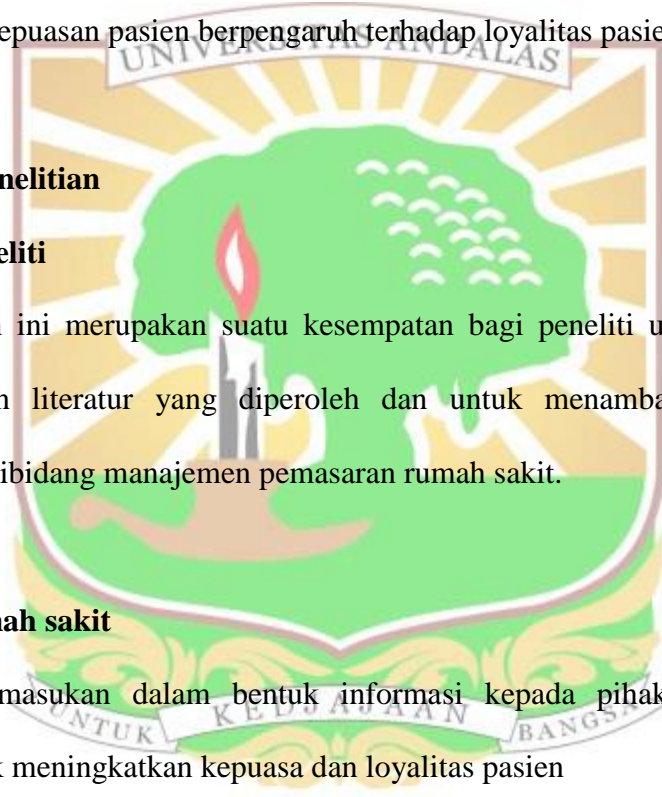 epuasan pasien berpengaruh terhadap loyalitas pasie
UNIVERSITAS ANDALAS
nelitian
eliti
ini merupakan suatu kesempatan bagi peneliti u
literatur yang diperoleh dan untuk menamba
ibidang manajemen pemasaran rumah sakit.
ah sakit
masukan dalam bentuk informasi kepada pihak
UNTUK KEDJAJAAN BANGSA
meningkatkan kepuasa dan loyalitas pasien